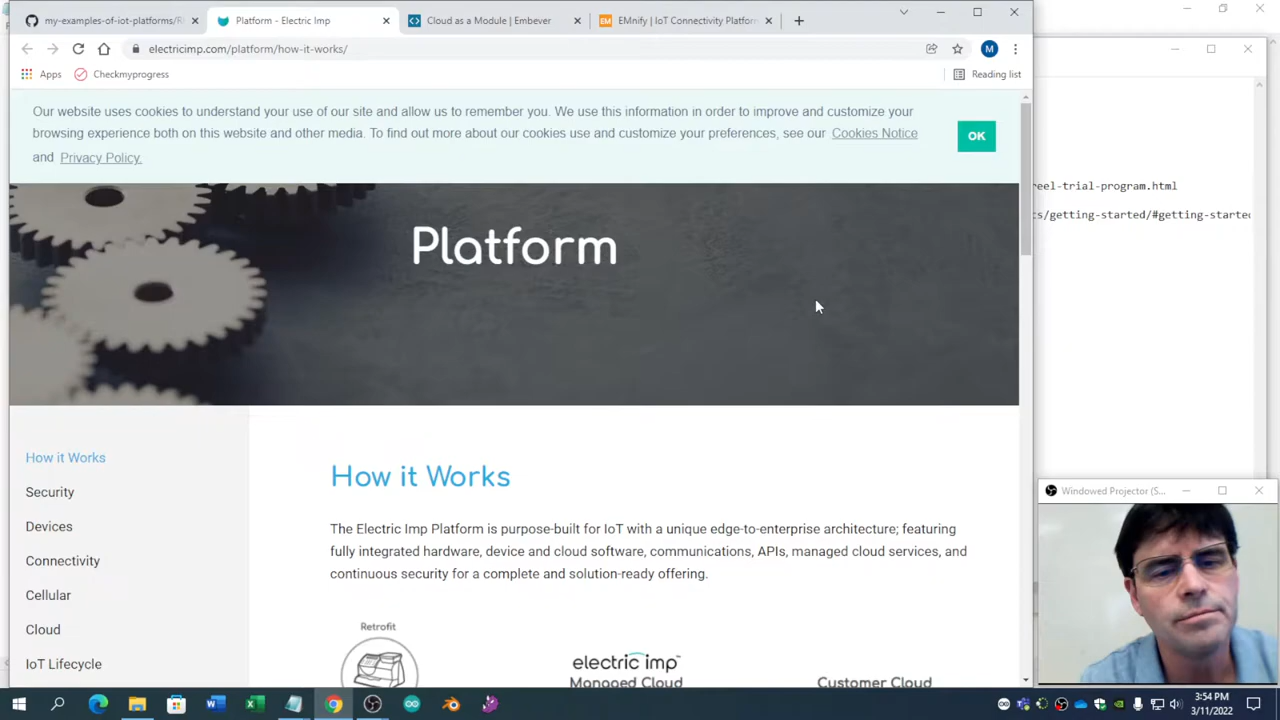 my-examples-of-iot-platforms/R
Platform - Electric Imp
Cloud as a Module | Embever
EMnify | IoT Connectivity Platform
electricimp.com/platform/how-it-works/
M
Apps
Checkmyprogress
Reading list
Our website uses cookies to understand your use of our site and allow us to remember you. We use this information in order to improve and customize your
browsing experience both on this website and other media. To find out more about our cookies use and customize your preferences, see our Cookies Notice
and Privacy Policy.
OK
reel-trial-program.html
s/getting-started/#getting-started
Platform
How it Works
Security
Devices
Connectivity
Cellular
Cloud
IoT Lifecycle
How it Works
The Electric Imp Platform is purpose-built for IoT with a unique edge-to-enterprise architecture; featuring
fully integrated hardware, device and cloud software, communications, APIs, managed cloud services, and
continuous security for a complete and solution-ready offering.
Retrofit
electric imp™
Managed Cloud
Customer Cloud
Windowed Projector (S...
3:54 PM
3/11/2022